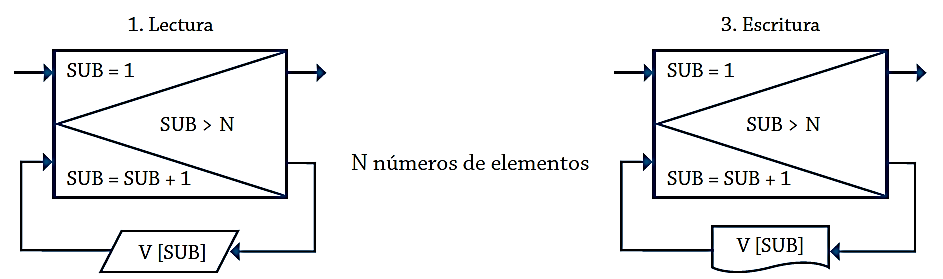 1. Lectura
SUB = 1
SUB > N
SUB = SUB + 1
V [SUB]
N números de elementos
3. Escritura
SUB = 1
SUB > N
SUB = SUB + 1
V [SUB]